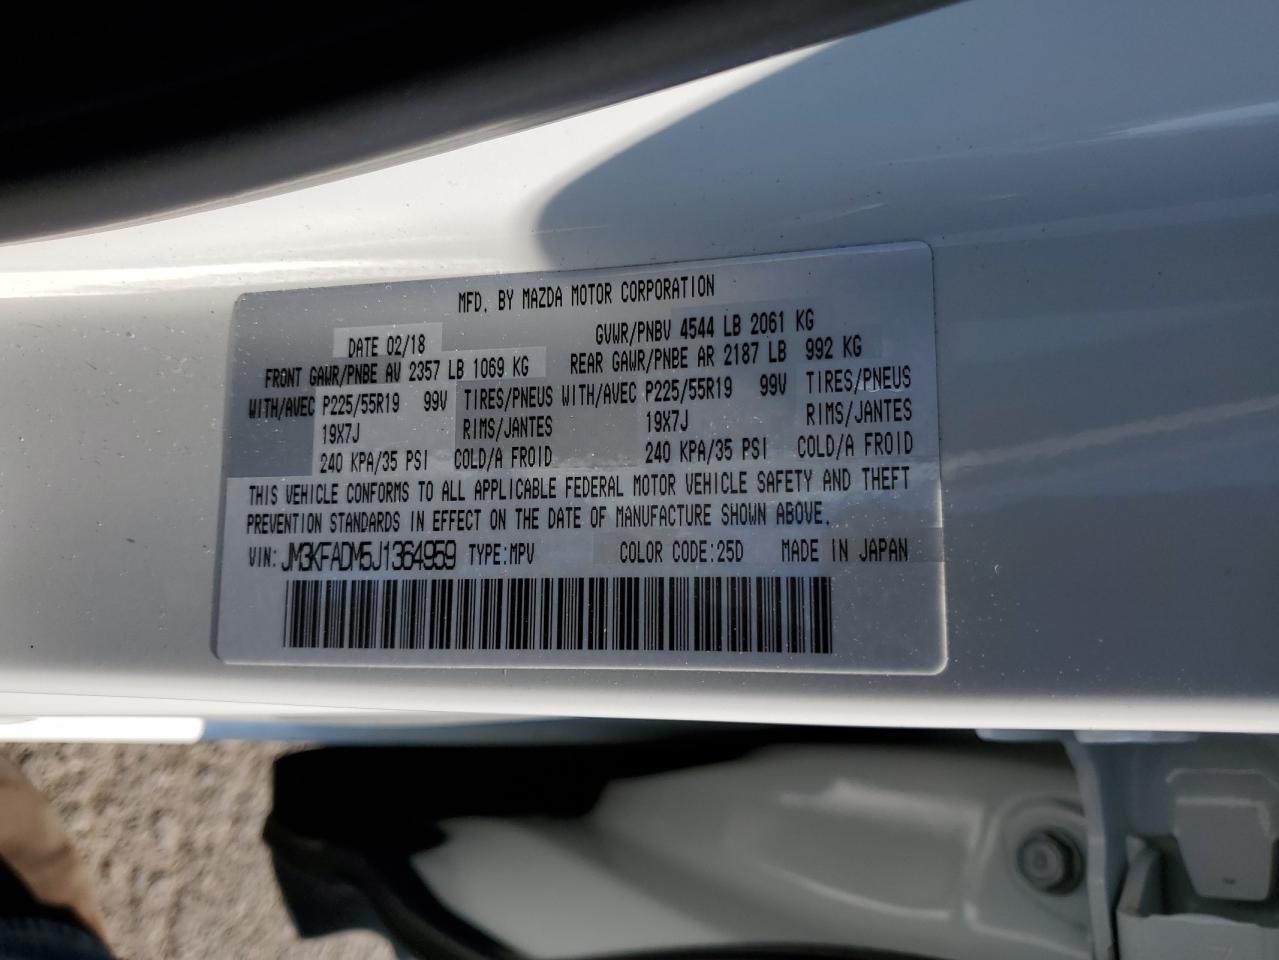 MFD. BY MAZDA MOTOR CORPORATION
DATE 02/18 GVWR/PNBV 4544 LB 2061 KG
FRONT GAWR/PNBE AV 2357 LB 1069 KG REAR GAWR/PNBE AR 2187 LB 992 KG
WITH/AVEC P225/55R19 99V TIRES/PNEUS WITH/AVEC P225/55R19 99V TIRES/PNEUS
19X7J RIMS/JANTES 19X7J RIMS/JANTES
240 KPA/35 PSI COLD/A FROID 240 KPA/35 PSI COLD/A FROID
THIS VEHICLE CONFORMS TO ALL APPLICABLE FEDERAL MOTOR VEHICLE SAFETY AND THEFT
PREVENTION STANDARDS IN EFFECT ON THE DATE OF MANUFACTURE SHOWN ABOVE.
VIN: JM3KFADM5J1364959 TYPE:MPV COLOR CODE:25D MADE IN JAPAN